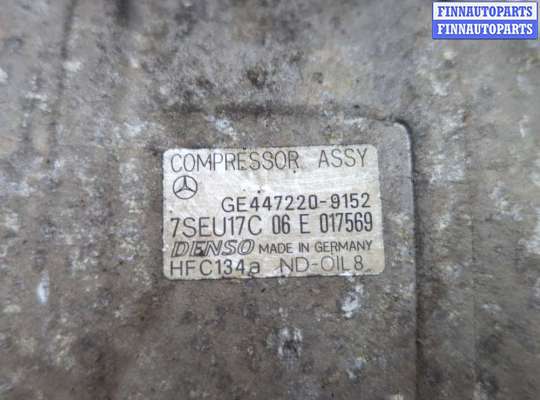 FINNAUTOPARTS
FINNAUTOPARTS
COMPRESSOR ASSY
GE447220-9152
7SEU17C 06 E 017569
DENSO MADE IN GERMANY
HFC134a ND-OIL8